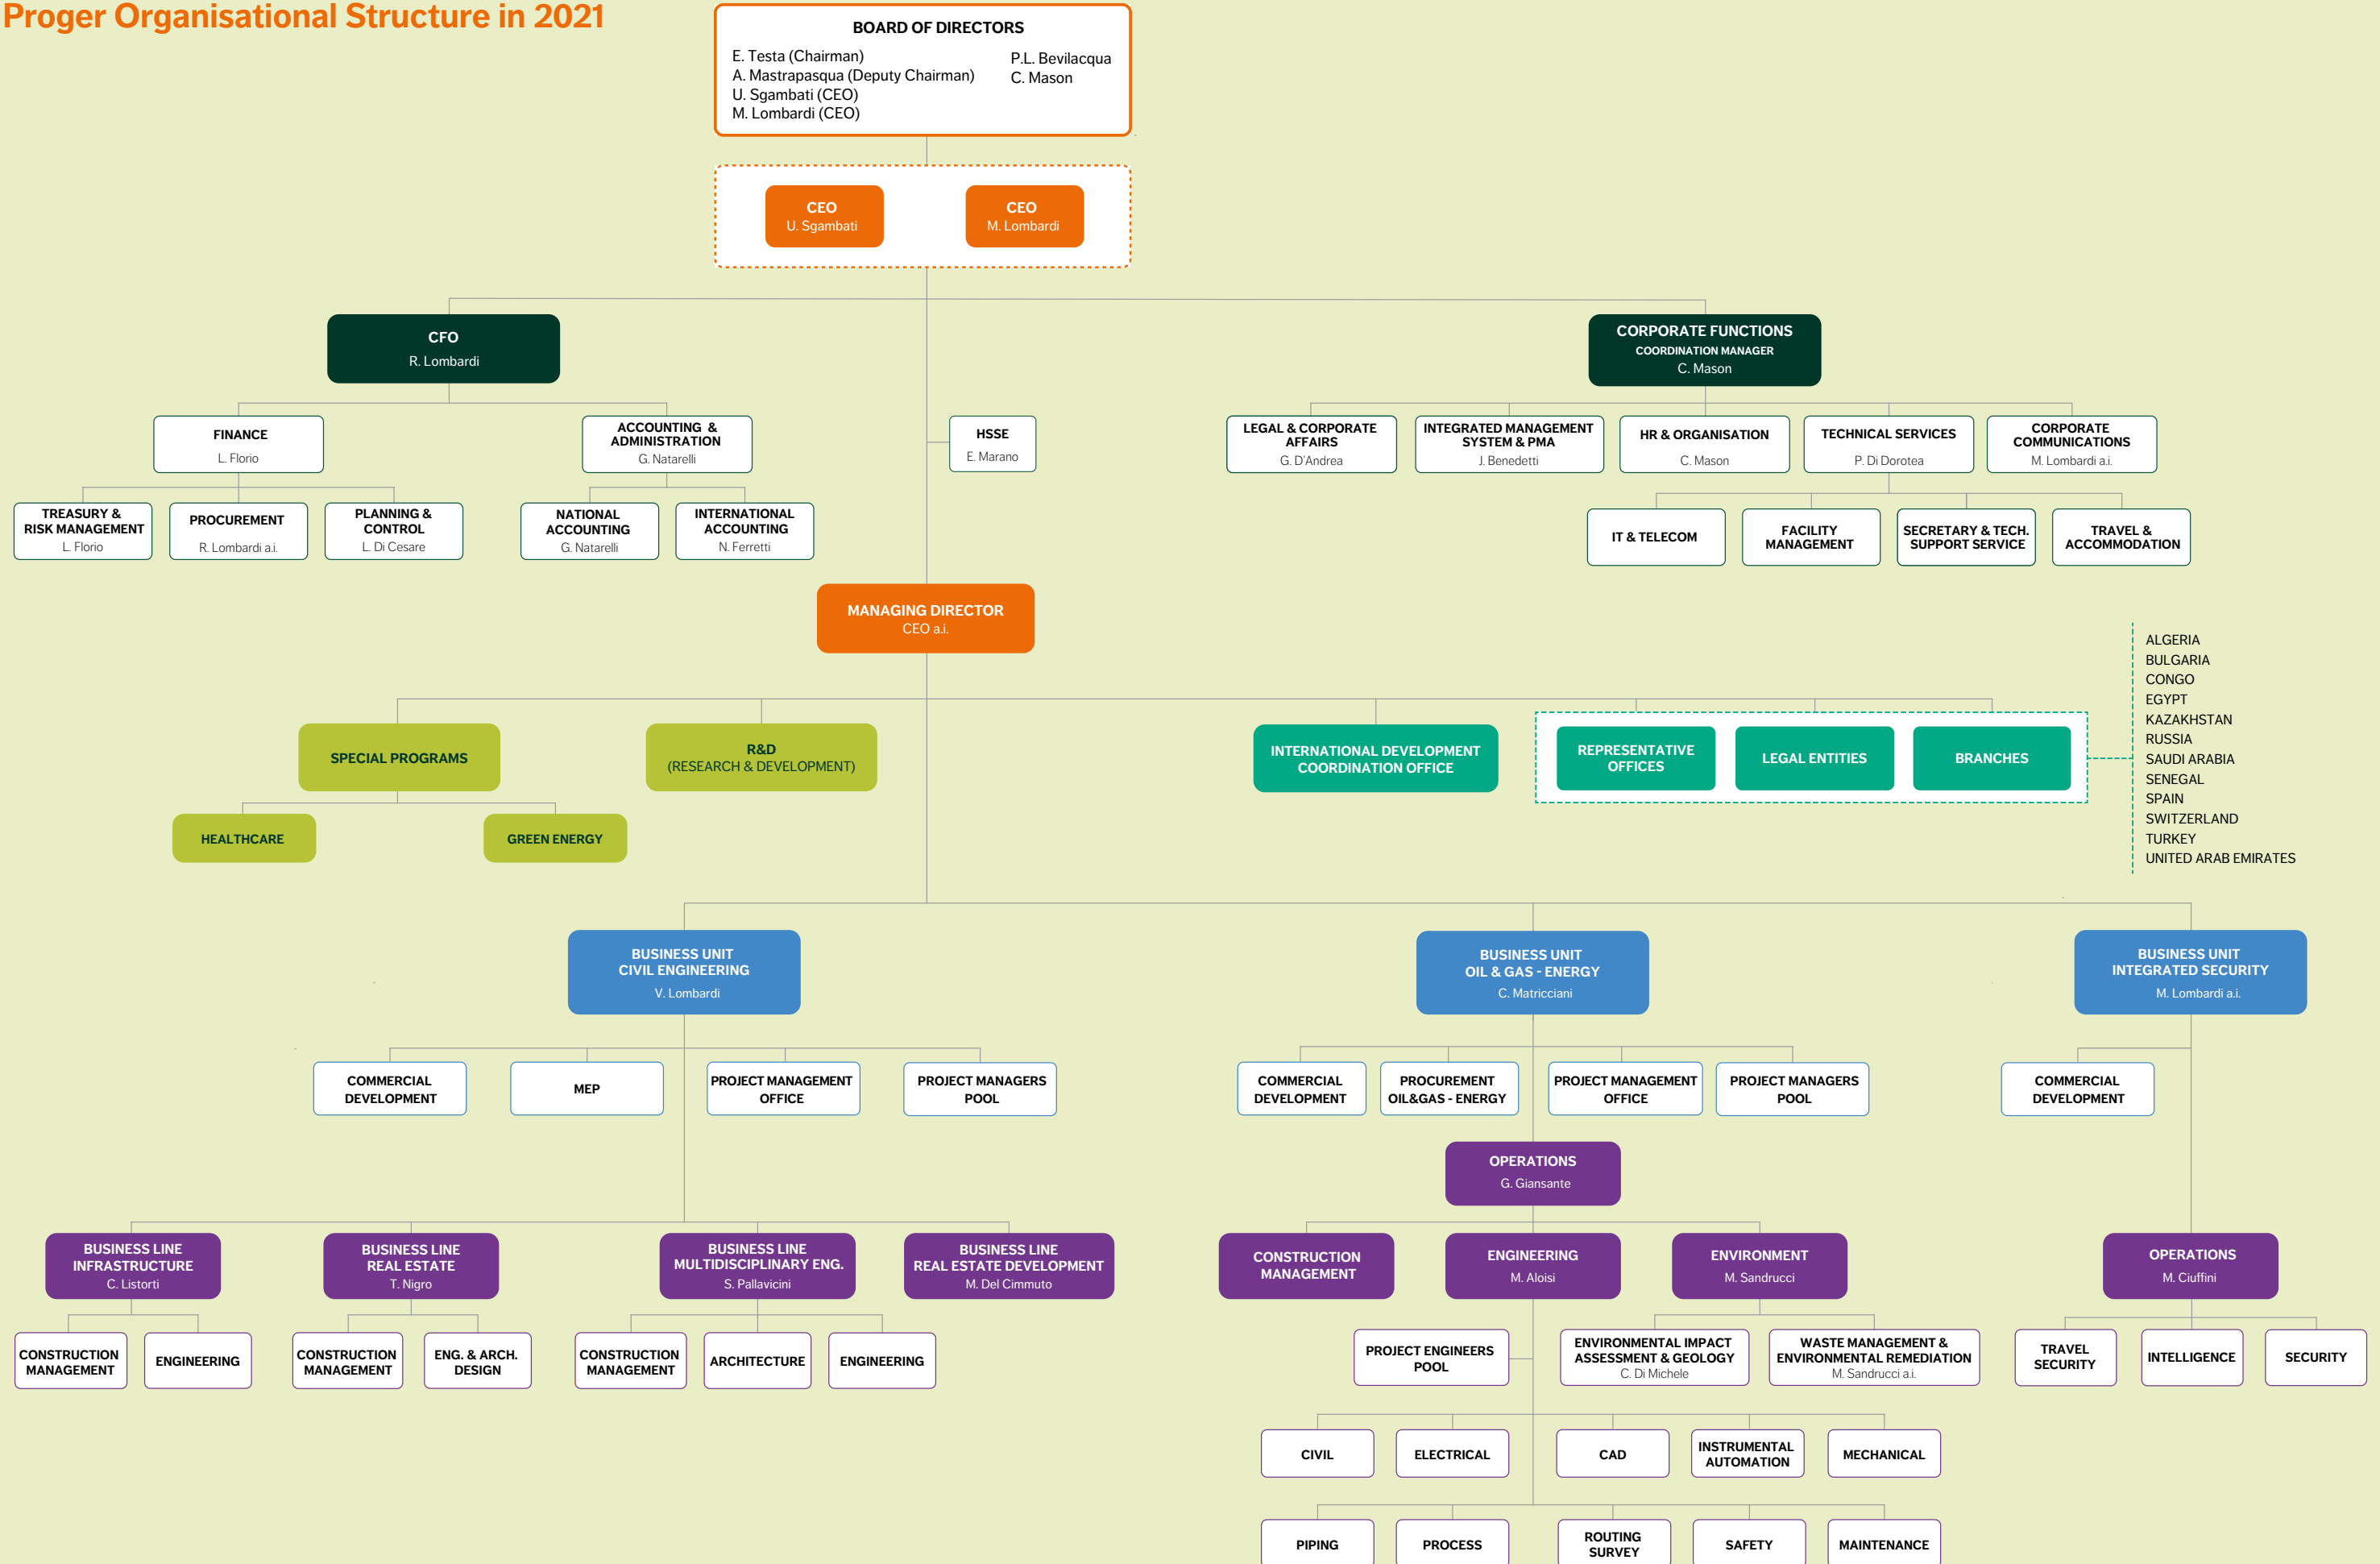 Proger Organisational Structure in 2021
BOARD OF DIRECTORS
E. Testa (Chairman)
A. Mastrapasqua (Deputy Chairman)
U. Sgambati (CEO)
M. Lombardi (CEO)
P.L. Bevilacqua
C. Mason
CEO
U. Sgambati
CEO
M. Lombardi
CFO
R. Lombardi
CORPORATE FUNCTIONS
COORDINATION MANAGER
C. Mason
FINANCE
L. Florio
ACCOUNTING &
ADMINISTRATION
G. Natarelli
HSSE
E. Marano
LEGAL & CORPORATE
AFFAIRS
G. D'Andrea
INTEGRATED MANAGEMENT
SYSTEM & PMA
J. Benedetti
HR & ORGANISATION
C. Mason
TECHNICAL SERVICES
P. Di Dorotea
CORPORATE
COMMUNICATIONS
M. Lombardi a.i.
TREASURY &
RISK MANAGEMENT
L. Florio
PROCUREMENT
R. Lombardi a.i.
PLANNING &
CONTROL
L. Di Cesare
NATIONAL
ACCOUNTING
G. Natarelli
INTERNATIONAL
ACCOUNTING
N. Ferretti
IT & TELECOM
FACILITY
MANAGEMENT
SECRETARY & TECH.
SUPPORT SERVICE
TRAVEL &
ACCOMMODATION
MANAGING DIRECTOR
CEO a.i.
SPECIAL PROGRAMS
R&D
(RESEARCH & DEVELOPMENT)
INTERNATIONAL DEVELOPMENT
COORDINATION OFFICE
REPRESENTATIVE
OFFICES
LEGAL ENTITIES
BRANCHES
ALGERIA
BULGARIA
CONGO
EGYPT
KAZAKHSTAN
RUSSIA
SAUDI ARABIA
SENEGAL
SPAIN
SWITZERLAND
TURKEY
UNITED ARAB EMIRATES
HEALTHCARE
GREEN ENERGY
BUSINESS UNIT
CIVIL ENGINEERING
V. Lombardi
BUSINESS UNIT
OIL & GAS - ENERGY
C. Matricciani
BUSINESS UNIT
INTEGRATED SECURITY
M. Lombardi a.i.
COMMERCIAL
DEVELOPMENT
MEP
PROJECT MANAGEMENT
OFFICE
PROJECT MANAGERS
POOL
COMMERCIAL
DEVELOPMENT
PROCUREMENT
OIL&GAS - ENERGY
PROJECT MANAGEMENT
OFFICE
PROJECT MANAGERS
POOL
COMMERCIAL
DEVELOPMENT
OPERATIONS
G. Giansante
BUSINESS LINE
INFRASTRUCTURE
C. Listorti
BUSINESS LINE
REAL ESTATE
T. Nigro
BUSINESS LINE
MULTIDISCIPLINARY ENG.
S. Pallavicini
BUSINESS LINE
REAL ESTATE DEVELOPMENT
M. Del Cimmuto
CONSTRUCTION
MANAGEMENT
ENGINEERING
M. Aloisi
ENVIRONMENT
M. Sandrucci
OPERATIONS
M. Ciuffini
CONSTRUCTION
MANAGEMENT
ENGINEERING
CONSTRUCTION
MANAGEMENT
ENG. & ARCH.
DESIGN
CONSTRUCTION
MANAGEMENT
ARCHITECTURE
ENGINEERING
PROJECT ENGINEERS
POOL
ENVIRONMENTAL IMPACT
ASSESSMENT & GEOLOGY
C. Di Michele
WASTE MANAGEMENT &
ENVIRONMENTAL REMEDIATION
M. Sandrucci a.i.
TRAVEL
SECURITY
INTELLIGENCE
SECURITY
CIVIL
ELECTRICAL
CAD
INSTRUMENTAL
AUTOMATION
MECHANICAL
PIPING
PROCESS
ROUTING
SURVEY
SAFETY
MAINTENANCE